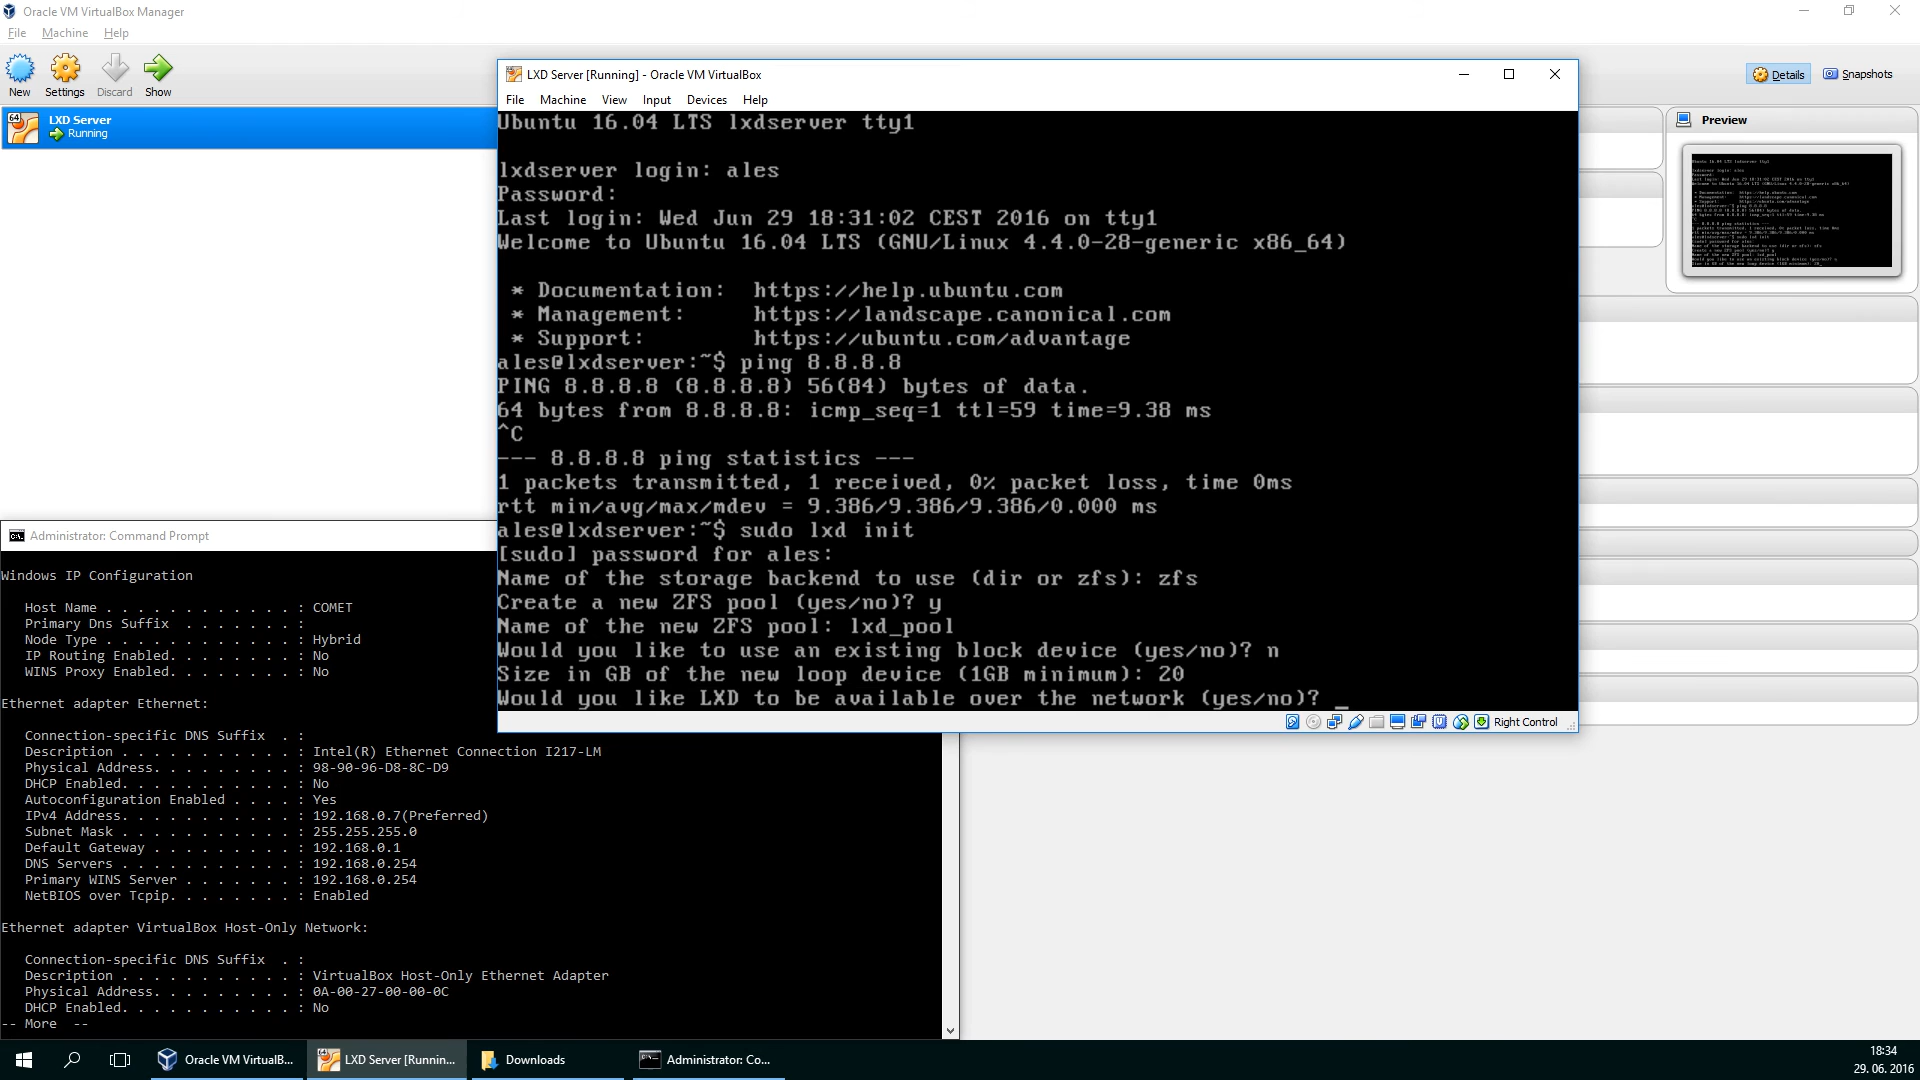 Oracle VM VirtualBox Manager
File Machine Help
New Settings Discard Show
Details Snapshots
64
LXD Server
Running
Preview
LXD Server [Running] - Oracle VM VirtualBox
File Machine View Input Devices Help
Ubuntu 16.04 LTS lxdserver tty1
lxdserver login: ales
Password:
Last login: Wed Jun 29 18:31:02 CEST 2016 on tty1
Welcome to Ubuntu 16.04 LTS (GNU/Linux 4.4.0-28-generic x86_64)
* Documentation: https://help.ubuntu.com
* Management: https://landscape.canonical.com
* Support: https://ubuntu.com/advantage
ales@lxdserver:~$ ping 8.8.8.8
PING 8.8.8.8 (8.8.8.8) 56(84) bytes of data.
64 bytes from 8.8.8.8: icmp_seq=1 ttl=59 time=9.38 ms
^C
--- 8.8.8.8 ping statistics ---
1 packets transmitted, 1 received, 0% packet loss, time 0ms
rtt min/avg/max/mdev = 9.386/9.386/9.386/0.000 ms
ales@lxdserver:~$ sudo lxd init
[sudo] password for ales:
Name of the storage backend to use (dir or zfs): zfs
Create a new ZFS pool (yes/no)? y
Name of the new ZFS pool: lxd_pool
Would you like to use an existing block device (yes/no)? n
Size in GB of the new loop device (1GB minimum): 20
Would you like LXD to be available over the network (yes/no)? _
Right Control
Administrator: Command Prompt
Windows IP Configuration
Host Name . . . . . . . . . . . . : COMET
Primary Dns Suffix . . . . . . . :
Node Type . . . . . . . . . . . . : Hybrid
IP Routing Enabled. . . . . . . . : No
WINS Proxy Enabled. . . . . . . . : No
Ethernet adapter Ethernet:
Connection-specific DNS Suffix . :
Description . . . . . . . . . . . : Intel(R) Ethernet Connection I217-LM
Physical Address. . . . . . . . . : 98-90-96-D8-8C-D9
DHCP Enabled. . . . . . . . . . . : No
Autoconfiguration Enabled . . . . : Yes
IPv4 Address. . . . . . . . . . . : 192.168.0.7(Preferred)
Subnet Mask . . . . . . . . . . . : 255.255.255.0
Default Gateway . . . . . . . . . : 192.168.0.1
DNS Servers . . . . . . . . . . . : 192.168.0.254
Primary WINS Server . . . . . . . : 192.168.0.254
NetBIOS over Tcpip. . . . . . . . : Enabled
Ethernet adapter VirtualBox Host-Only Network:
Connection-specific DNS Suffix . :
Description . . . . . . . . . . . : VirtualBox Host-Only Ethernet Adapter
Physical Address. . . . . . . . . : 0A-00-27-00-00-0C
DHCP Enabled. . . . . . . . . . . : No
-- More --
Oracle VM VirtualB... LXD Server [Runnin... Downloads Administrator: Co...
18:34
29. 06. 2016